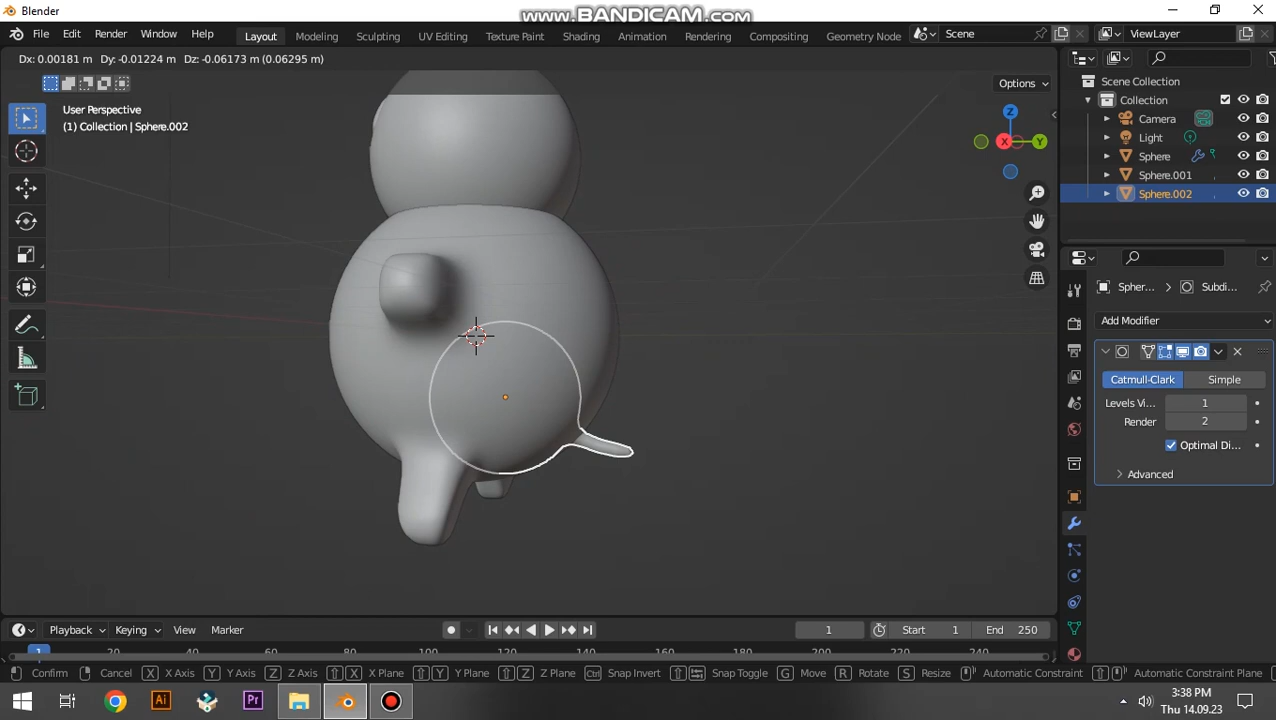 www.BANDICAM.com
Blender
File Edit Render Window Help
Layout Modeling Sculpting UV Editing Texture Paint Shading Animation Rendering Compositing Geometry Node
Scene
ViewLayer
Dx: 0.00181 m Dy: -0.01224 m Dz: -0.06173 m (0.06295 m)
Options
User Perspective
(1) Collection | Sphere.002
Z
X
Y
Scene Collection
Collection
Camera
Light
Sphere
Sphere.001
Sphere.002
Spher... Subdi...
Add Modifier
Catmull-Clark Simple
Levels Vi... 1
Render 2
Optimal Di...
Advanced
Playback Keying View Marker
1 Start 1 End 250
1 20 40 60 80 100 120 140 160 180 200 220 240
Confirm Cancel X X Axis Y Y Axis Z Z Axis X X Plane Y Y Plane Z Z Plane Ctrl Snap Invert Snap Toggle G Move R Rotate S Resize Automatic Constraint Automatic Constraint Plane
Ai Pr
3:38 PM
Thu 14.09.23